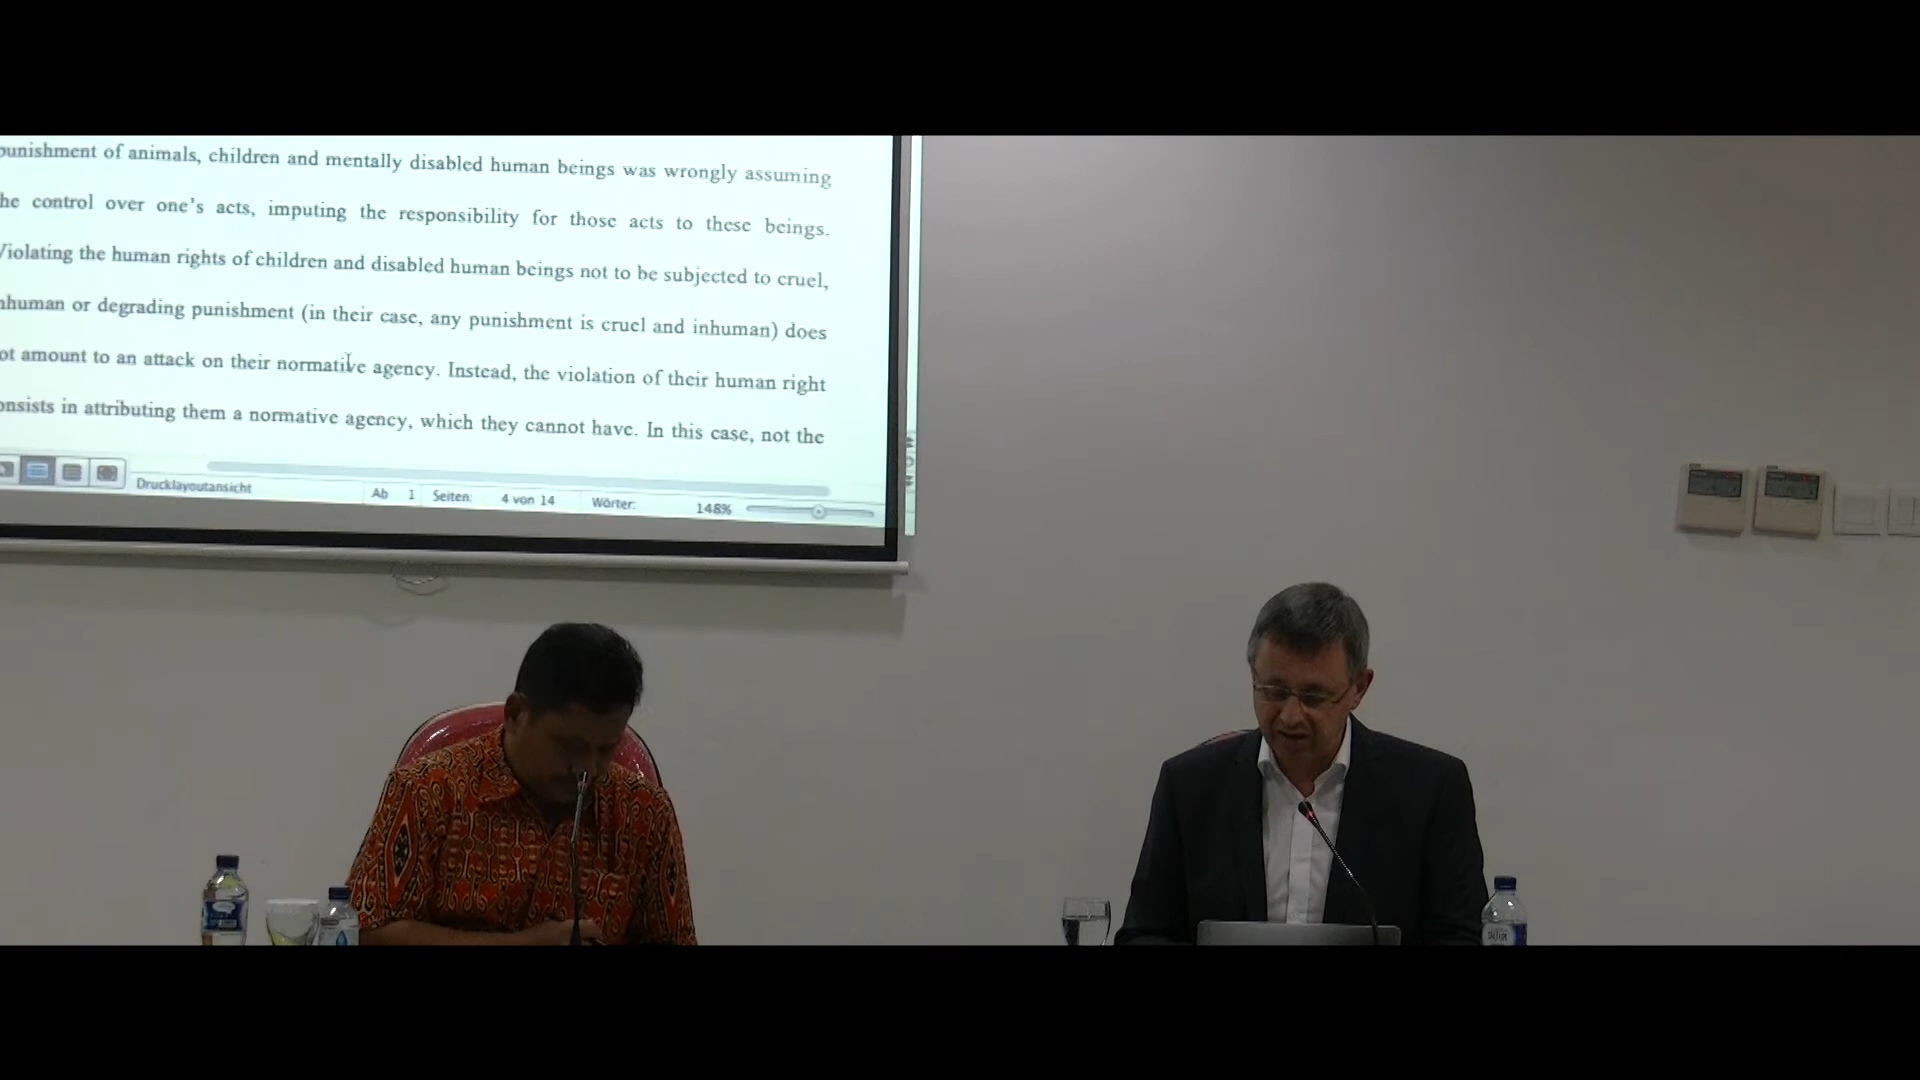 punishment of animals, children and mentally disabled human beings was wrongly assuming
he control over one's acts, imputing the responsibility for those acts to these beings.
Violating the human rights of children and disabled human beings not to be subjected to cruel,
nhuman or degrading punishment (in their case, any punishment is cruel and inhuman) does
ot amount to an attack on their normative agency. Instead, the violation of their human right
onsists in attributing them a normative agency, which they cannot have. In this case, not the
Drucklayoutansicht Ab 1 Seiten: 4 von 14 Wörter: 148%